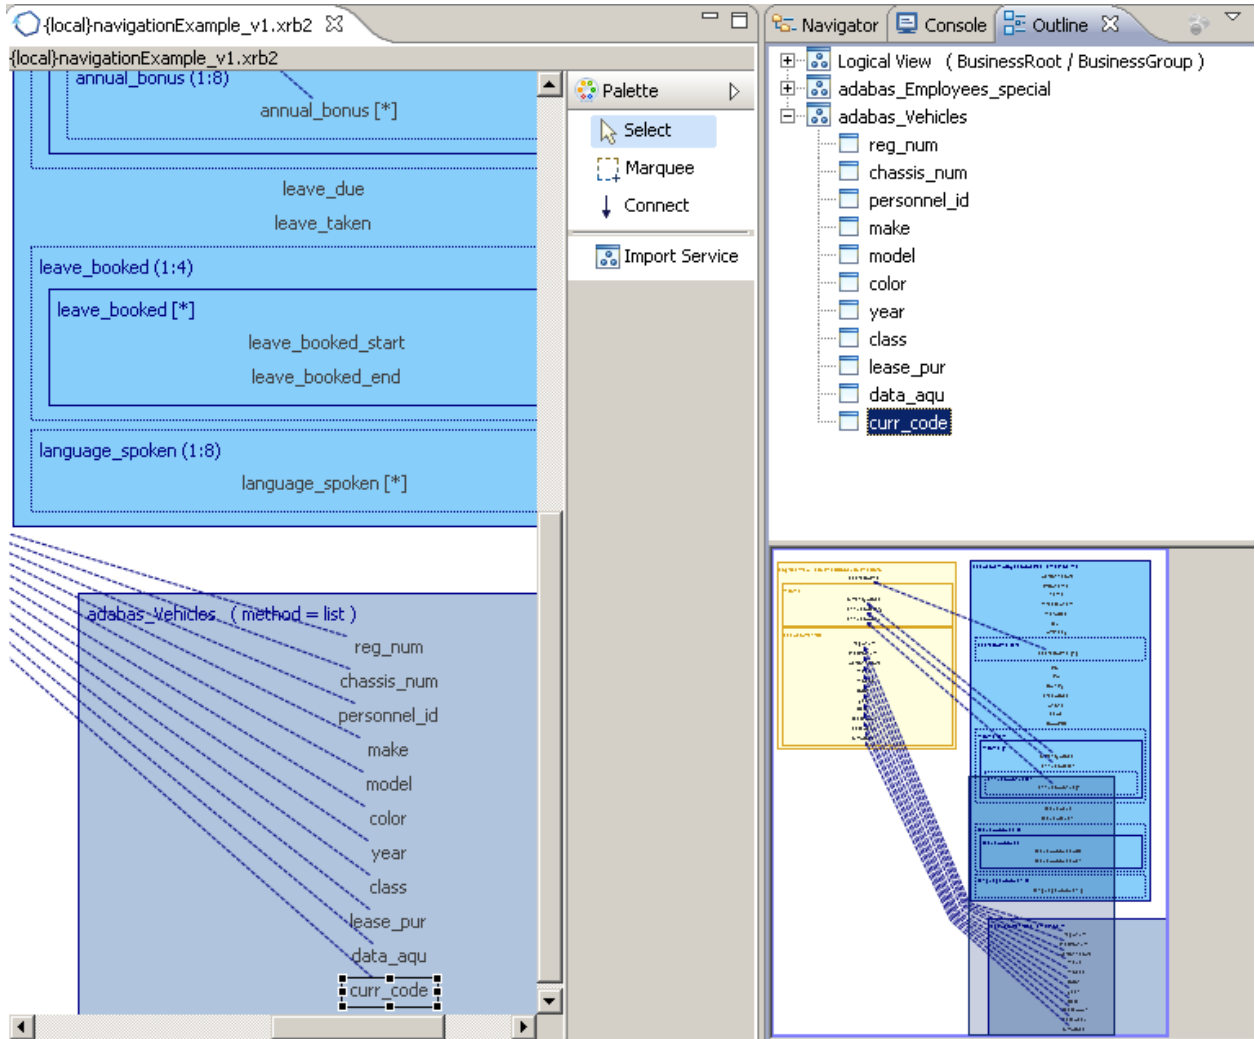 {local}navigationExample_v1.xrb2
{local}navigationExample_v1.xrb2
annual_bonus (1:8)
annual_bonus [*]
leave_due
leave_taken
leave_booked (1:4)
leave_booked [*]
leave_booked_start
leave_booked_end
language_spoken (1:8)
language_spoken [*]
adabas_Vehicles ( method = list )
reg_num
chassis_num
personnel_id
make
model
color
year
class
lease_pur
data_aqu
curr_code
Palette
Select
Marquee
Connect
Import Service
Navigator
Console
Outline
Logical View ( BusinessRoot / BusinessGroup )
adabas_Employees_special
adabas_Vehicles
reg_num
chassis_num
personnel_id
make
model
color
year
class
lease_pur
data_aqu
curr_code